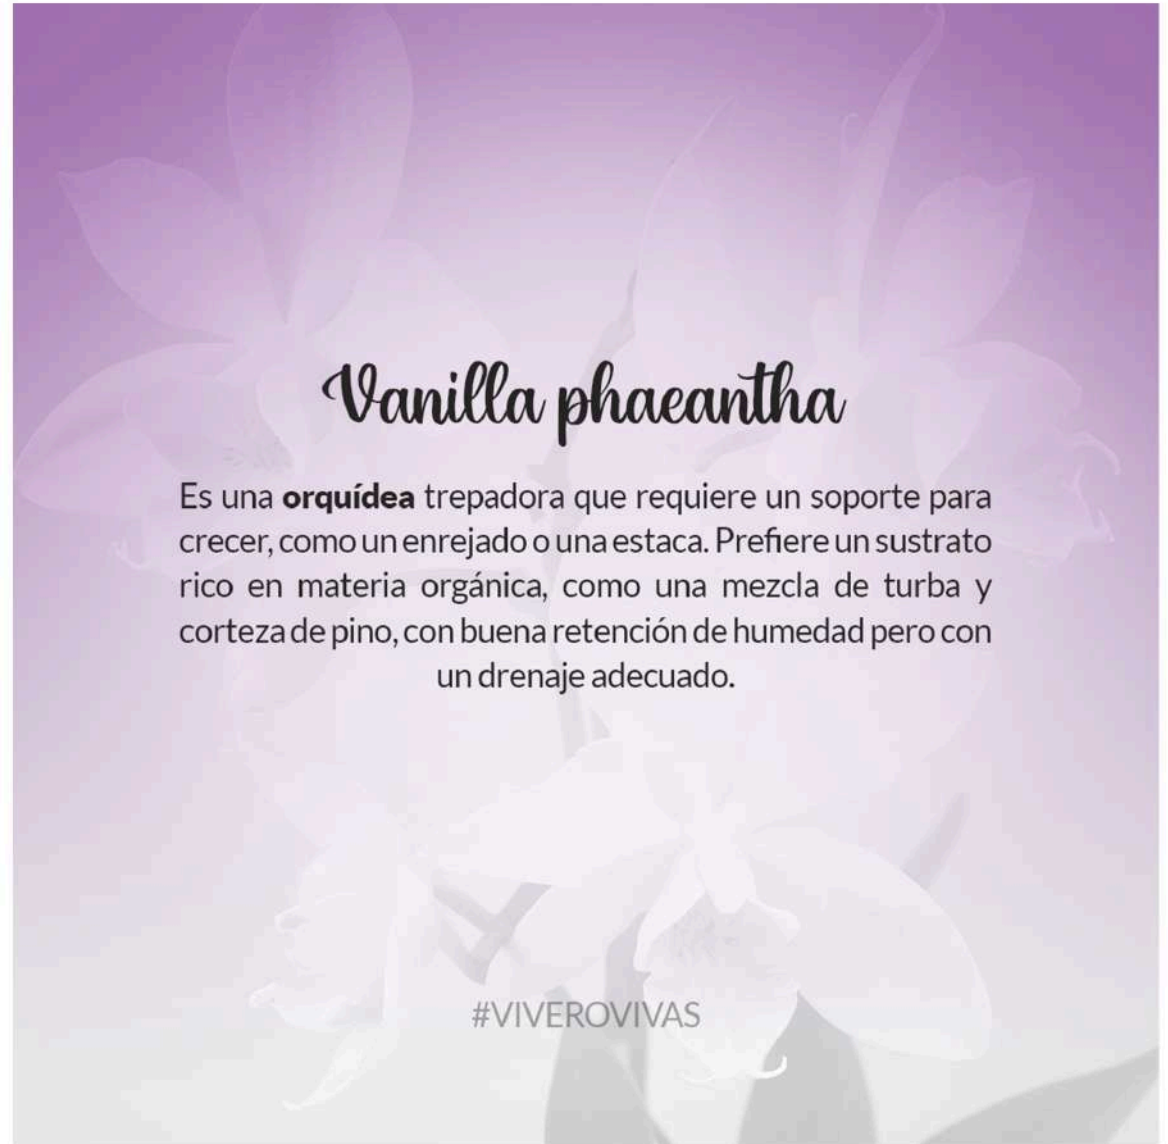 Vanilla phaeantha
Es una orquídea trepadora que requiere un soporte para
crecer, como un enrejado o una estaca. Prefiere un sustrato
rico en materia orgánica, como una mezcla de turba y
corteza de pino, con buena retención de humedad pero con
un drenaje adecuado.
#VIVEROVIVAS